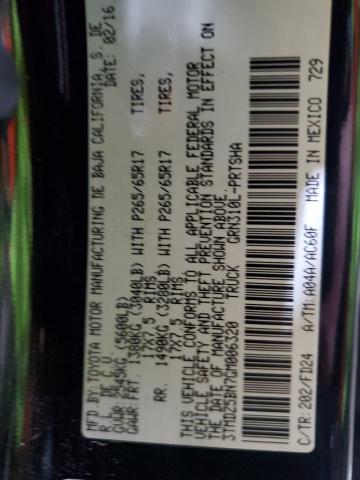 MFD.BY:TOYOTA MOTOR MANUFACTURING DE BAJA CALIFORNIA S. DE
R.L. DE C.V. DATE: 02/16
GVWR: 2545KG (5600LB)
GAWR:FRT. 1380KG (3040LB) WITH P265/65R17 TIRES,
17X7.5 RIMS
RR. 1490KG (3280LB) WITH P265/65R17 TIRES,
17X7.5 RIMS
THIS VEHICLE CONFORMS TO ALL APPLICABLE FEDERAL MOTOR
VEHICLE SAFETY AND THEFT PREVENTION STANDARDS IN EFFECT ON
THE DATE OF MANUFACTURE SHOWN ABOVE.
3TMDZ5BN7GM006320 TRUCK GRN310L-PRTSHA
C/TR:202/FD24 A/TM:A04A/AC60F MADE IN MEXICO 729